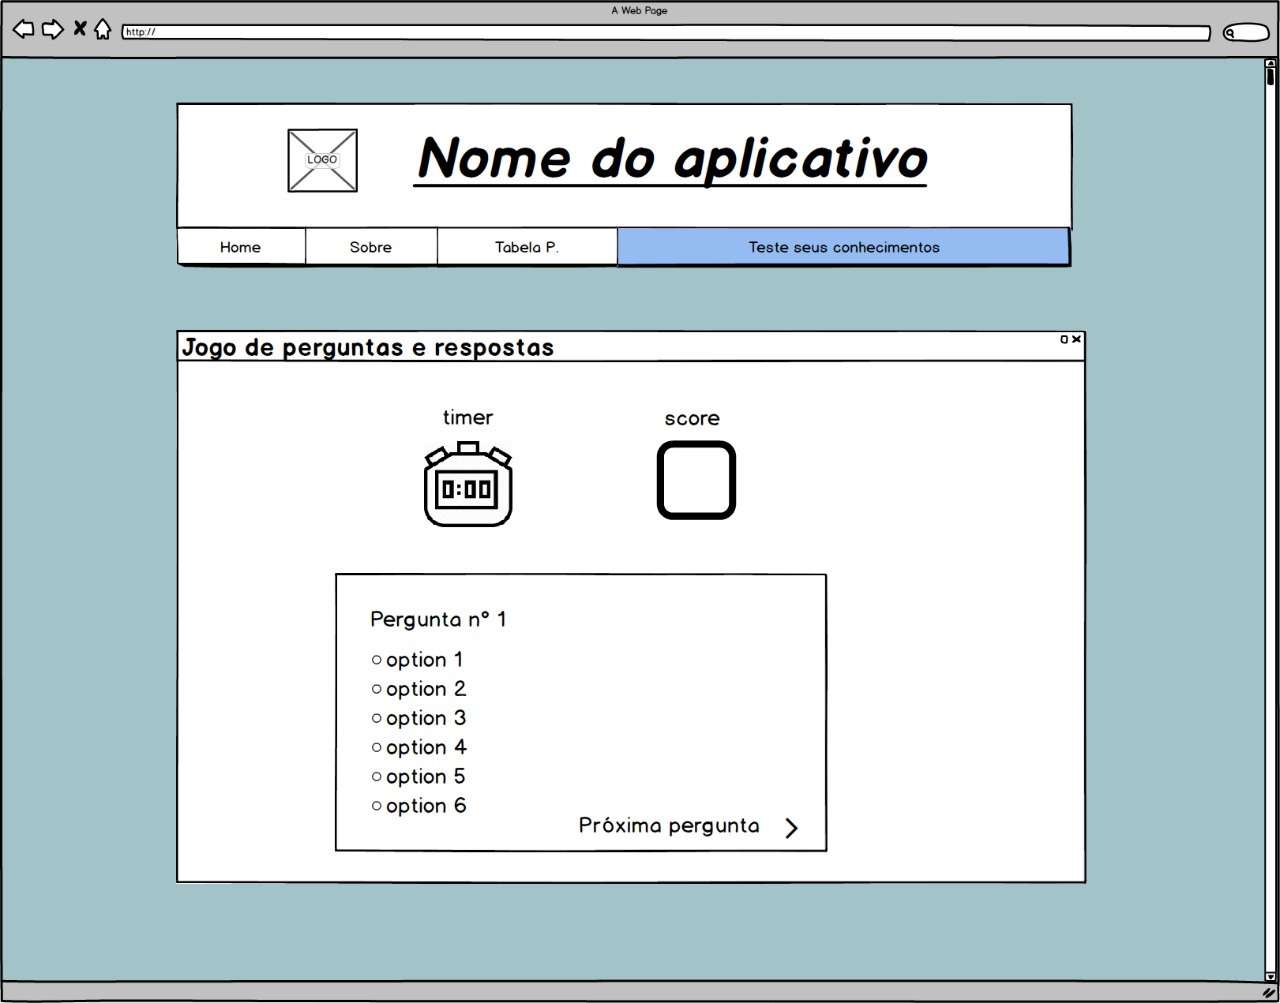 A Web Page
http://
LOGO
Nome do aplicativo
Home Sobre Tabela P. Teste seus conhecimentos
Jogo de perguntas e respostas
timer score
0:00
Pergunta nº 1
option 1
option 2
option 3
option 4
option 5
option 6
Próxima pergunta